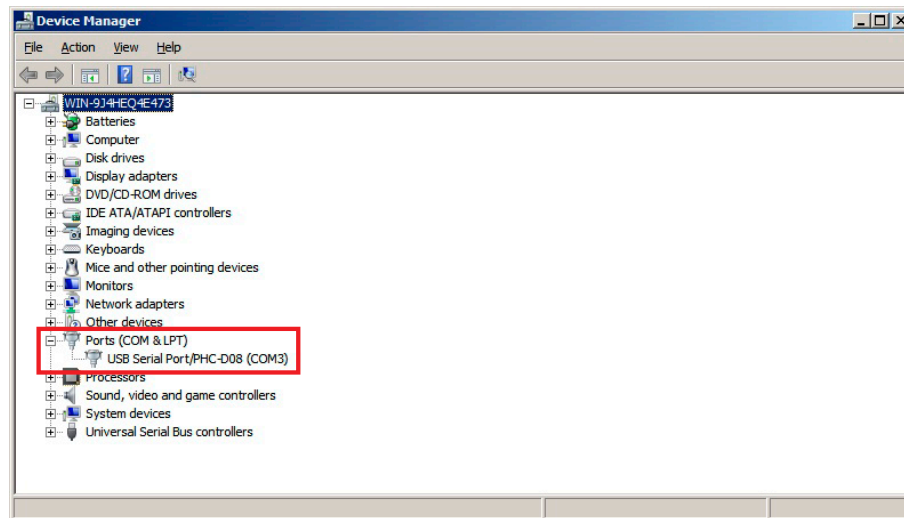 Device Manager
File Action View Help
WIN-9J4HEQ4E473
Batteries
Computer
Disk drives
Display adapters
DVD/CD-ROM drives
IDE ATA/ATAPI controllers
Imaging devices
Keyboards
Mice and other pointing devices
Monitors
Network adapters
Other devices
Ports (COM & LPT)
USB Serial Port/PHC-D08 (COM3)
Processors
Sound, video and game controllers
System devices
Universal Serial Bus controllers